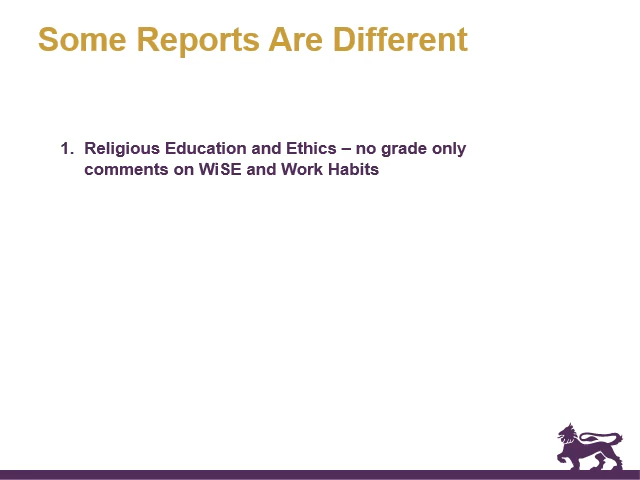 Some Reports Are Different
1. Religious Education and Ethics – no grade only
comments on WiSE and Work Habits